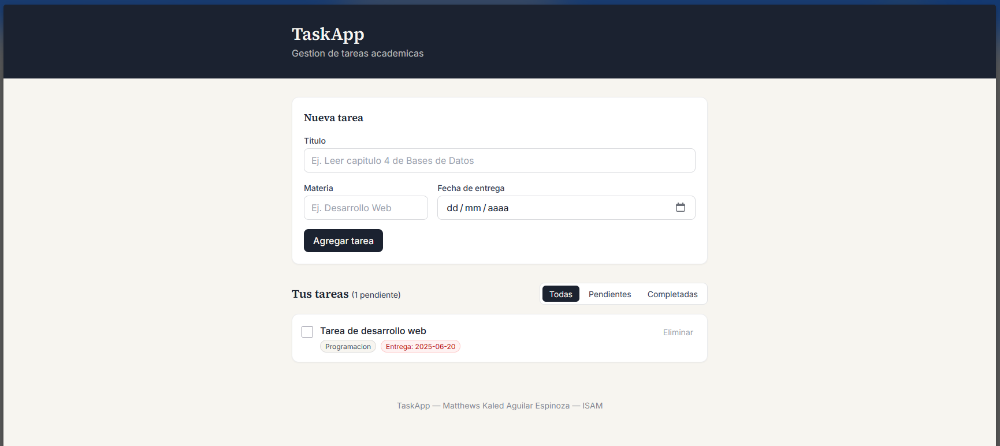 TaskApp
Gestion de tareas academicas
Nueva tarea
Titulo
Ej. Leer capitulo 4 de Bases de Datos
Materia
Fecha de entrega
Ej. Desarrollo Web
dd/mm/aaaa
Agregar tarea
Tus tareas (1 pendiente)
Todas
Pendientes
Completadas
Tarea de desarrollo web
Eliminar
Programacion
Entrega: 2025-06-20
TaskApp — Matthews Kaled Aguilar Espinoza — ISAM